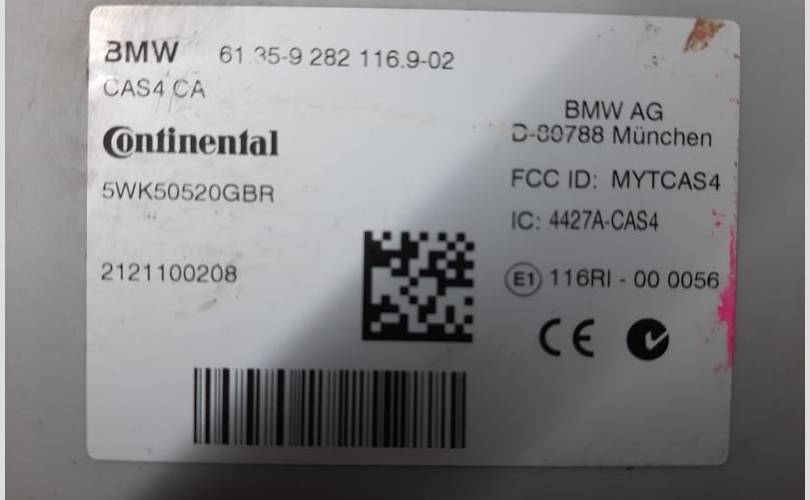 BMW 61.35-9 282 116.9-02
CAS4 CA
Continental
5WK50520GBR
2121100208
BMW AG
D-80788 München
FCC ID: MYTCAS4
IC: 4427A-CAS4
E1 116RI - 00 0056
CE